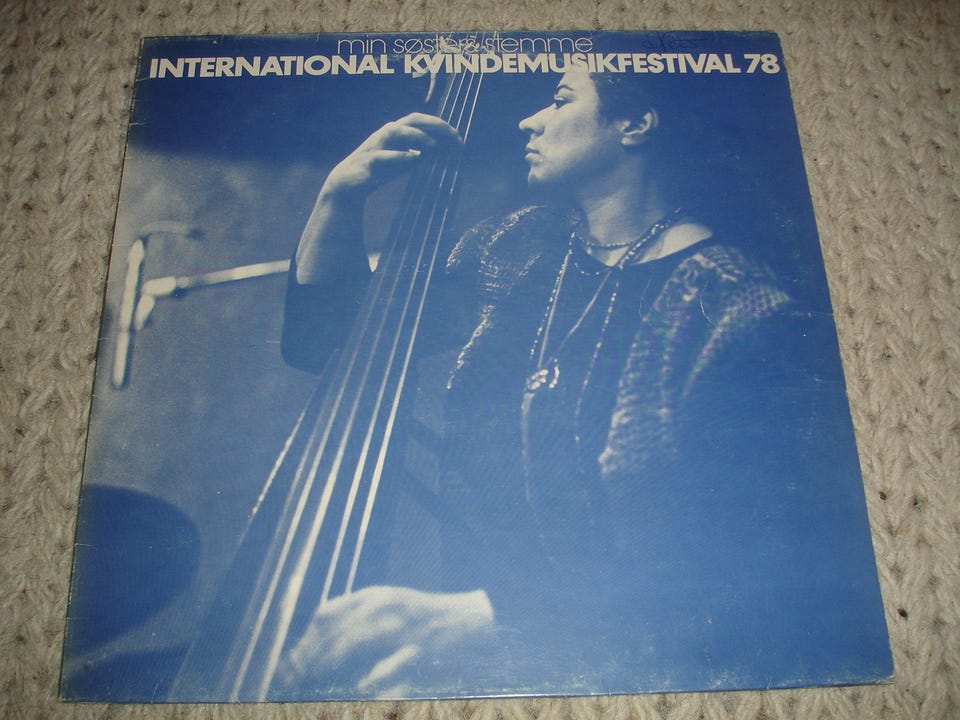 min søsters stemme
INTERNATIONAL KVINDEMUSIKFESTIVAL 78